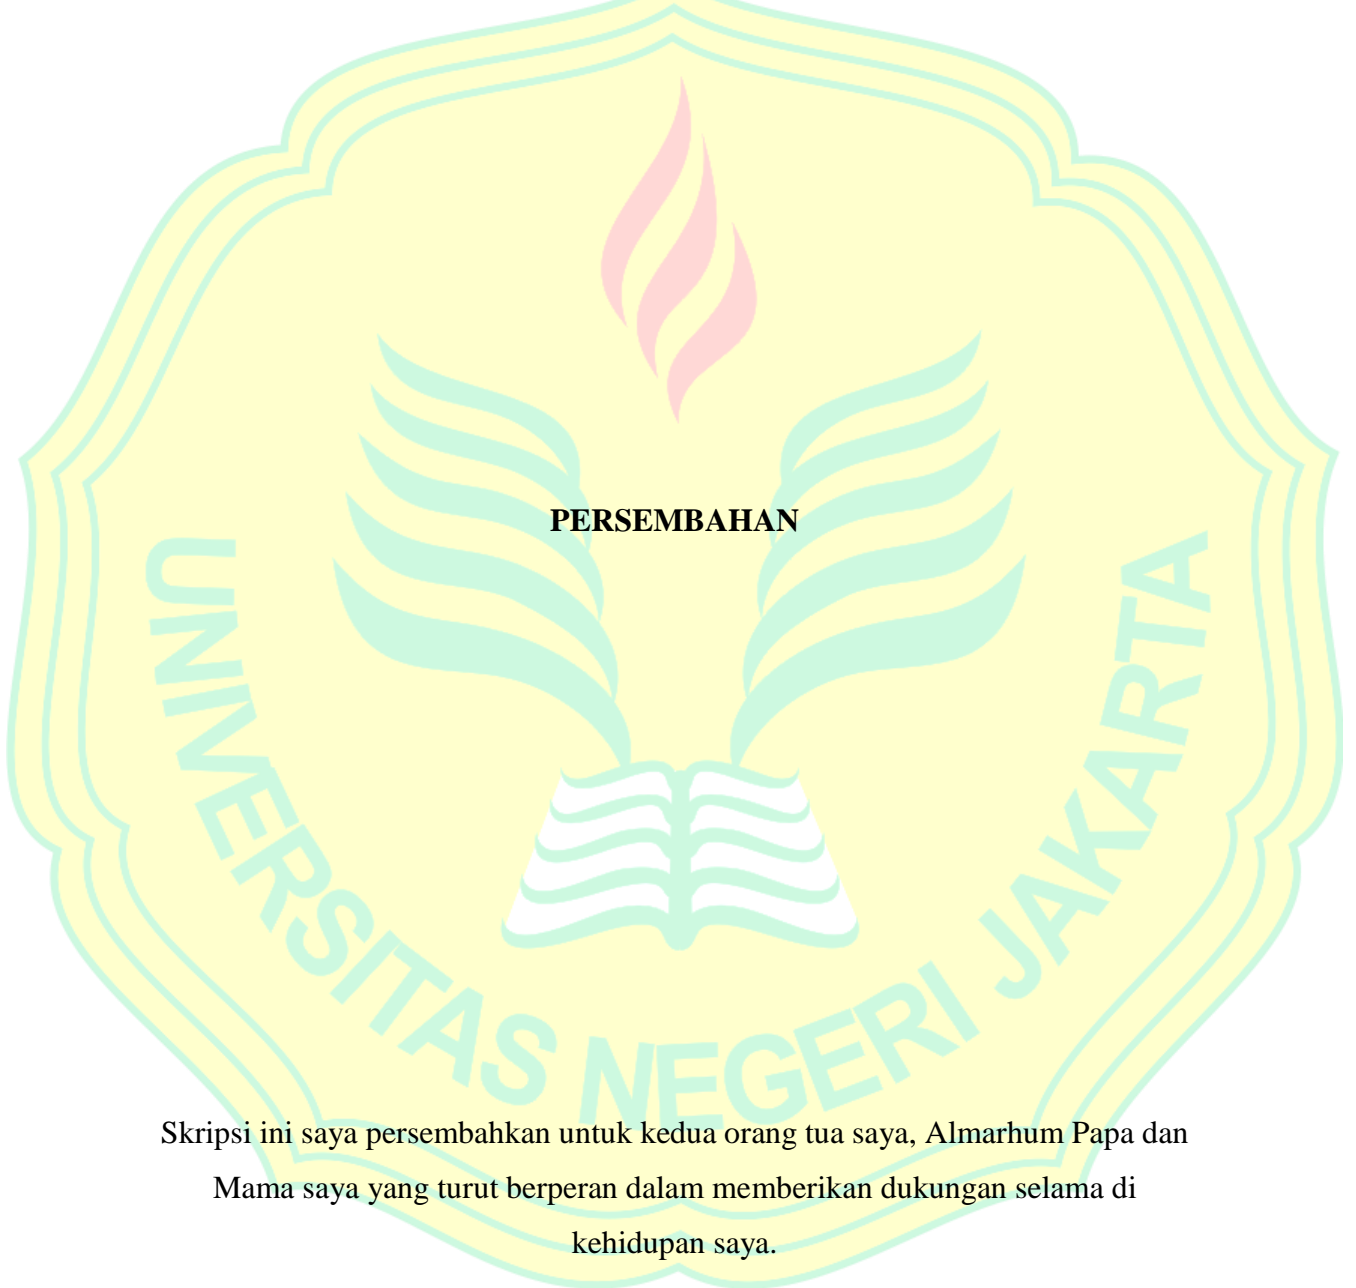 PERSEMBAHAN
UNIVERSITAS NEGERI JAKARTA
Skripsi ini saya persembahkan untuk kedua orang tua saya, Almarhum Papa dan
Mama saya yang turut berperan dalam memberikan dukungan selama di
kehidupan saya.